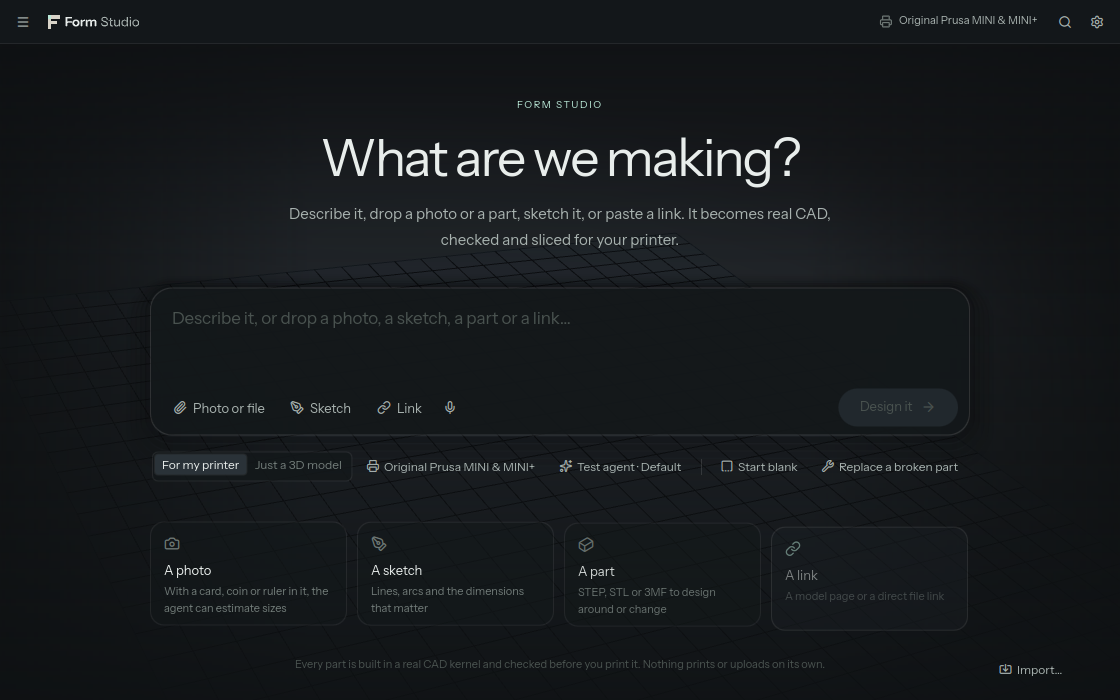 Form Studio
Original Prusa MINI & MINI+
FORM STUDIO
What are we making?
Describe it, drop a photo or a part, sketch it, or paste a link. It becomes real CAD,
checked and sliced for your printer.
Describe it, or drop a photo, a sketch, a part or a link...
Photo or file
Sketch
Link
Design it
For my printer
Just a 3D model
Original Prusa MINI & MINI+
Test agent · Default
Start blank
Replace a broken part
A photo
With a card, coin or ruler in it, the
agent can estimate sizes
A sketch
Lines, arcs and the dimensions
that matter
A part
STEP, STL or 3MF to design
around or change
A link
A model page or a direct file link
Every part is built in a real CAD kernel and checked before you print it. Nothing prints or uploads on its own.
Import...